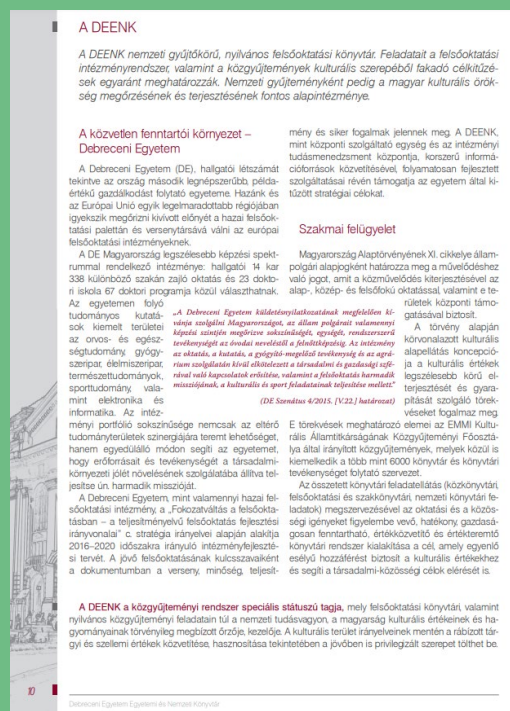 A DEENK
A DEENK nemzeti gyűjtőkörű, nyilvános felsőoktatási könyvtár. Feladatait a felsőoktatási
intézményrendszer, valamint a közgyűjtemények kulturális szerepéből fakadó célkitűzé-
sek egyaránt meghatározzák. Nemzeti gyűjteményként pedig a magyar kulturális örök-
ség megőrzésének és terjesztésének fontos alapintézménye.
A közvetlen fenntartói környezet –
Debreceni Egyetem
A Debreceni Egyetem (DE), hallgatói létszámát
tekintve az ország második legnépszerűbb, példa-
értékű gazdálkodást folytató egyeteme. Hazánk és
az Európai Unió egyik legelmaradottabb régiójában
igyekszik megőrizni kivívott előnyét a hazai felsőok-
tatási palettán és versenytársává válni az európai
felsőoktatási intézményeknek.
A DE Magyarország legszélesebb képzési spekt-
rummal rendelkező intézménye: hallgatói 14 kar
338 különböző szakán zajló oktatás és 23 dokto-
ri iskola 67 doktori programja közül választhatnak.
Az egyetemen folyó
tudományos kutatá-
sok kiemelt területei
az orvos- és egész-
ségtudomány, gyógy-
szeripar, élelmiszeripar,
természettudományok,
sporttudomány, vala-
mint elektronika és
informatika. Az intéz-
ményi portfólió sokszínűsége nemcsak az eltérő
tudományterületek szinergiájára teremt lehetőséget,
hanem egyedülálló módon segíti az egyetemet,
hogy erőforrásait és tevékenységét a társadalmi-
környezeti jólét növelésének szolgálatába állítva tel-
jesítse ún. harmadik misszióját.
A Debreceni Egyetem, mint valamennyi hazai fel-
sőoktatási intézmény, a „Fokozatváltás a felsőokta-
tásban – a teljesítményelvű felsőoktatás fejlesztési
irányvonalai” c. stratégia irányelvei alapján alakítja
2016–2020 időszakra irányuló intézményfejleszté-
si tervét. A jövő felsőoktatásának kulcsszavaiként
a dokumentumban a verseny, minőség, teljesít-
mény és siker fogalmak jelennek meg. A DEENK,
mint központi szolgáltató egység és az intézményi
tudásmenedzsment központja, korszerű informá-
cióforrások közvetítésével, folyamatosan fejlesztett
szolgáltatásai révén támogatja az egyetem által ki-
tűzött stratégiai célokat.
Szakmai felügyelet
Magyarország Alaptörvényének XI. cikkelye állam-
polgári alapjogként határozza meg a művelődéshez
való jogot, amit a közművelődés kiterjesztésével az
alap-, közép- és felsőfokú oktatással, valamint e te-
rületek központi támo-
gatásával biztosít.
A törvény alapján
körvonalazott kulturális
alapellátás koncepció-
ja a kulturális értékek
legszélesebb körű el-
terjesztését és gyara-
pítását szolgáló törek-
véseket fogalmaz meg.
E törekvések meghatározó elemei az EMMI Kultu-
rális Államtitkárságának Közgyűjteményi Főosztá-
lya által irányított közgyűjtemények, melyek közül is
kiemelkedik a több mint 6000 könyvtár és könyvtári
tevékenységet folytató szervezet.
Az összetett könyvtári feladatellátás (közkönyvtári,
felsőoktatási és szakkönyvtári, nemzeti könyvtári fe-
ladatok) megszervezésével az oktatási és a közös-
ségi igényeket figyelembe vevő, hatékony, gazdasá-
gosan fenntartható, értékközvetítő és értékteremtő
könyvtári rendszer kialakítása a cél, amely egyenlő
esélyű hozzáférést biztosít a kulturális értékekhez
és segíti a társadalmi-közösségi célok elérését is.
„A Debreceni Egyetem küldetésnyilatkozatának megfelelően kí-
vánja szolgálni Magyarországot, az állam polgárait valamennyi
képzési szintjén megőrizve sokszínűségét, egységét, rendszerszerű
tevékenységét az óvodai neveléstől a felnőttképzésig. Az intézmény
az oktatás, a kutatás, a gyógyító-megelőző tevékenység és az agrá-
rium szolgálatán kívül elkötelezett a társadalmi és gazdasági szfé-
rával való kapcsolatok erősítése, valamint a felsőoktatás harmadik
missziójának, a kulturális és sport feladatainak teljesítése mellett.”
(DE Szenátus 4/2015. [V.22.] határozat)
A DEENK a közgyűjteményi rendszer speciális státuszú tagja, mely felsőoktatási könyvtári, valamint
nyilvános közgyűjteményi feladatain túl a nemzeti tudásvagyon, a magyarság kulturális értékeinek és ha-
gyományainak törvényileg megbízott őrzője, kezelője. A kulturális terület irányelveinek mentén a rábízott tár-
gyi és szellemi értékek közvetítése, hasznosítása tekintetében a jövőben is privilegizált szerepet tölthet be.
10
Debreceni Egyetem Egyetemi és Nemzeti Könyvtár